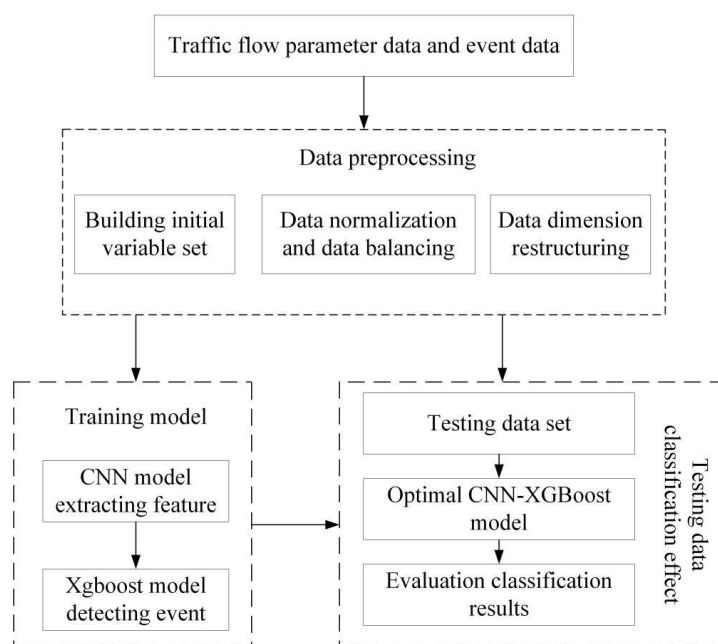 Traffic flow parameter data and event data
Data preprocessing
Building initial
variable set
Data normalization
and data balancing
Data dimension
restructuring
Training model
CNN model
extracting feature
Xgboost model
detecting event
Testing data set
Optimal CNN-XGBoost
model
Evaluation classification
results
Testing data
classification effect